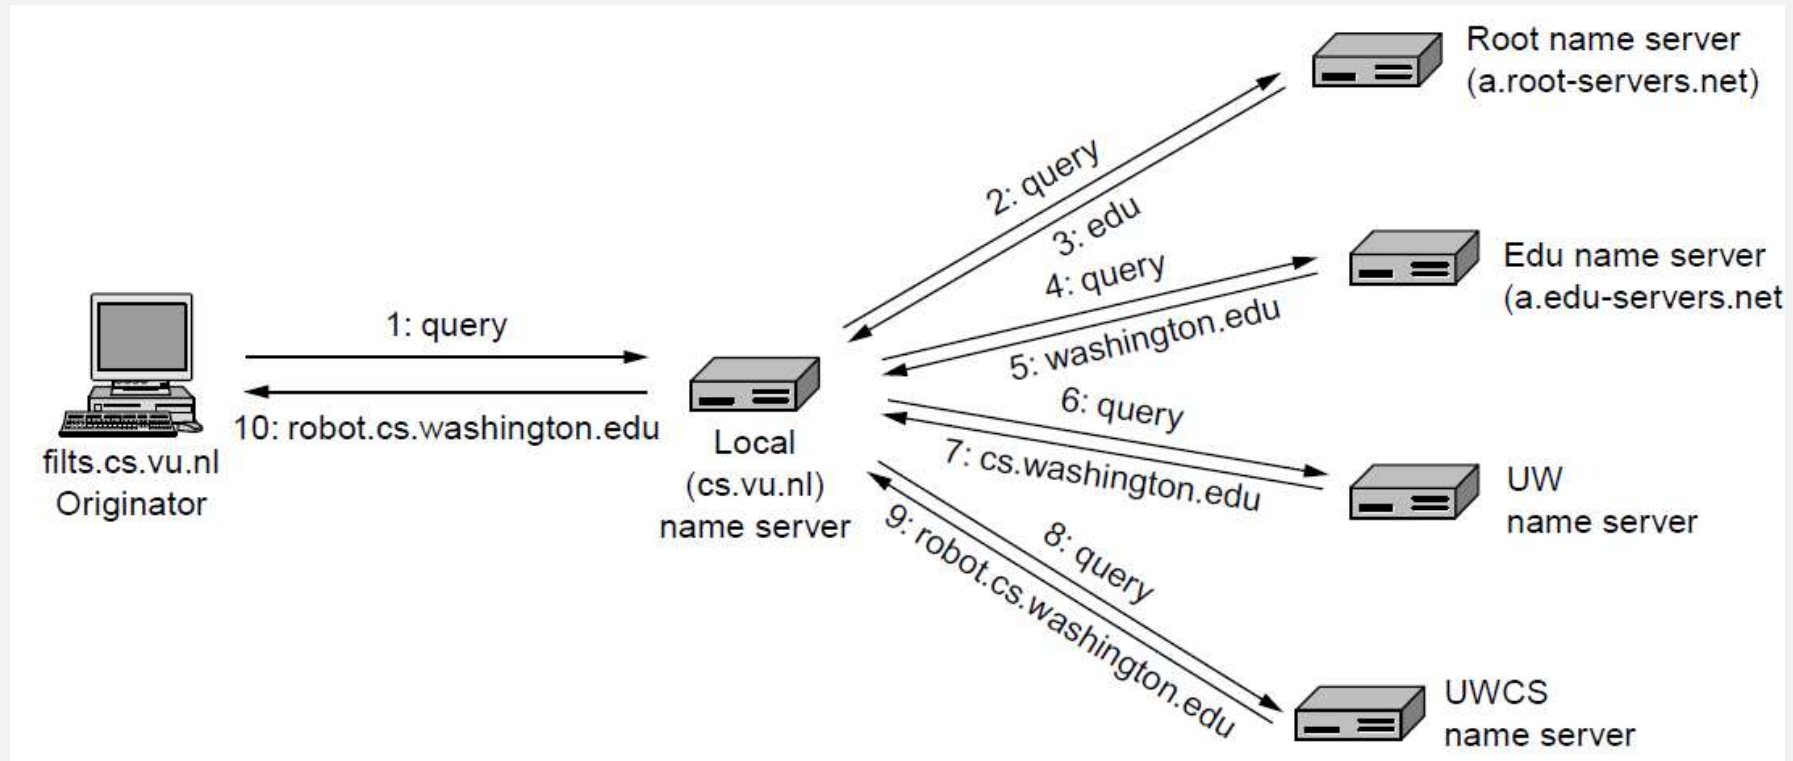 Root name server
(a.root-servers.net)
2: query
3: edu
Edu name server
(a.edu-servers.net
4: query
5: washington.edu
1: query
10: robot.cs.washington.edu
filts.cs.vu.nl
Originator
Local
(cs.vu.nl)
name server
6: query
7: cs.washington.edu
UW
name server
8: query
9: robot.cs.washington.edu
UWCS
name server